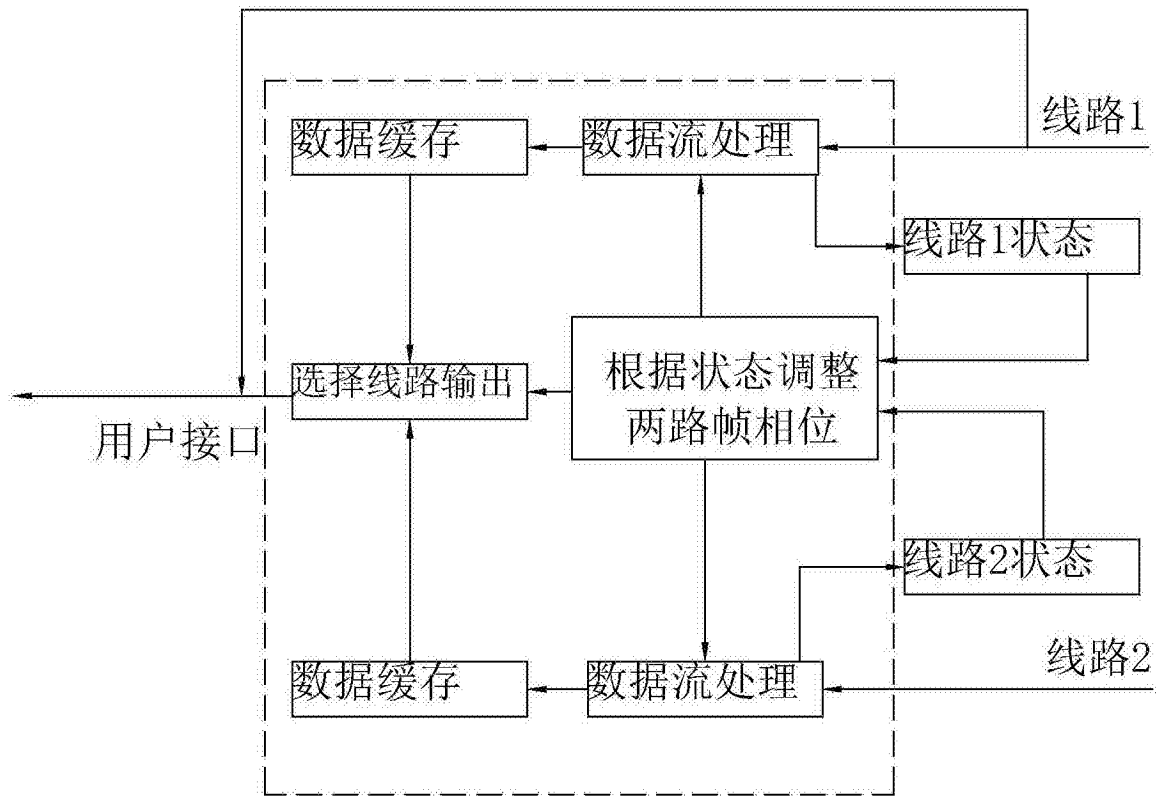 线路1
数据缓存
数据流处理
线路1状态
选择线路输出
根据状态调整
两路帧相位
用户接口
线路2状态
线路2
数据缓存
数据流处理